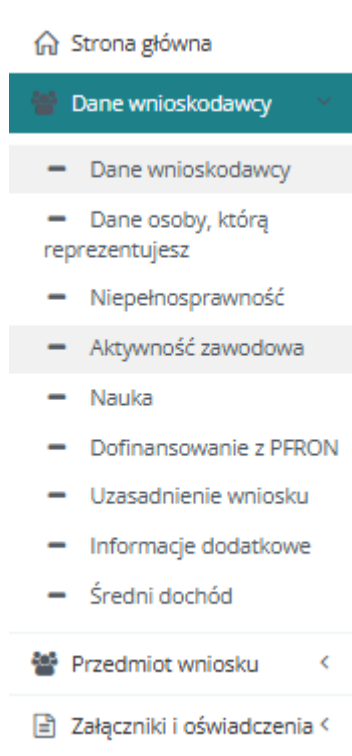 Strona główna
Dane wnioskodawcy
Dane wnioskodawcy
Dane osoby, którą
reprezentujesz
Niepełnosprawność
Aktywność zawodowa
Nauka
Dofinansowanie z PFRON
Uzasadnienie wniosku
Informacje dodatkowe
Średni dochód
Przedmiot wniosku
Załączniki i oświadczenia